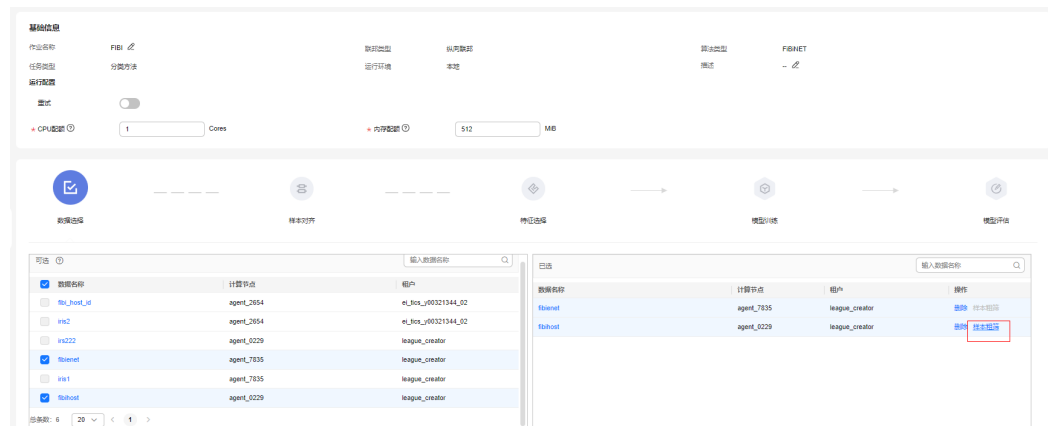 基础信息
作业名称 FIBI 联邦类型 纵向联邦 算法类型 FiBiNET
任务类型 分类方法 运行环境 本地 描述 --
运行配置
重试
* CPU配额 1 Cores * 内存配额 512 MiB
数据选择 样本对齐 特征选择 模型训练 模型评估
可选 输入数据名称 已选 输入数据名称
数据名称 计算节点 租户 数据名称 计算节点 租户 操作
fibi_host_id agent_2654 ei_tics_y00321344_02 fibienet agent_7835 league_creator 删除 样本粗筛
iris2 agent_2654 ei_tics_y00321344_02 fibihost agent_0229 league_creator 删除 样本粗筛
irs222 agent_0229 league_creator
fibienet agent_7835 league_creator
iris1 agent_7835 league_creator
fibihost agent_0229 league_creator
总条数: 6 20 < 1 >